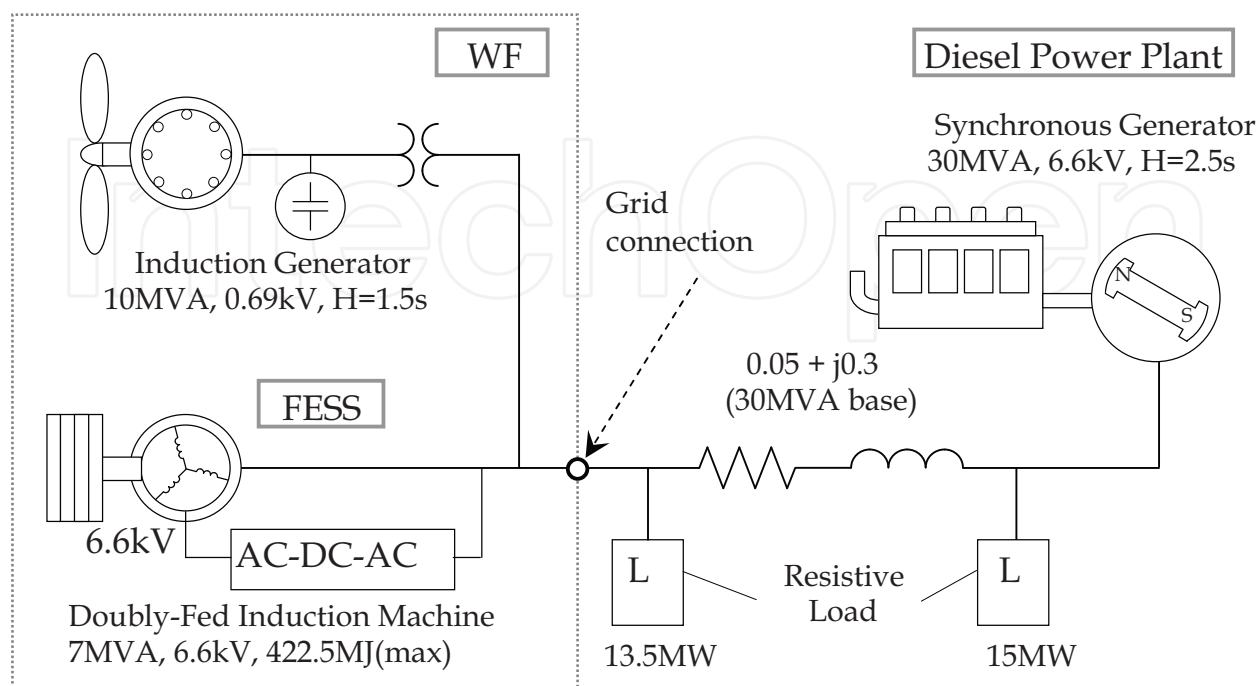 WF
Diesel Power Plant
Synchronous Generator
30MVA, 6.6kV, H=2.5s
Grid
connection
N
S
Induction Generator
10MVA, 0.69kV, H=1.5s
0.05 + j0.3
(30MVA base)
FESS
6.6kV
AC-DC-AC
L
L
Resistive
Load
Doubly-Fed Induction Machine
7MVA, 6.6kV, 422.5MJ(max)
13.5MW
15MW
IntechOpen